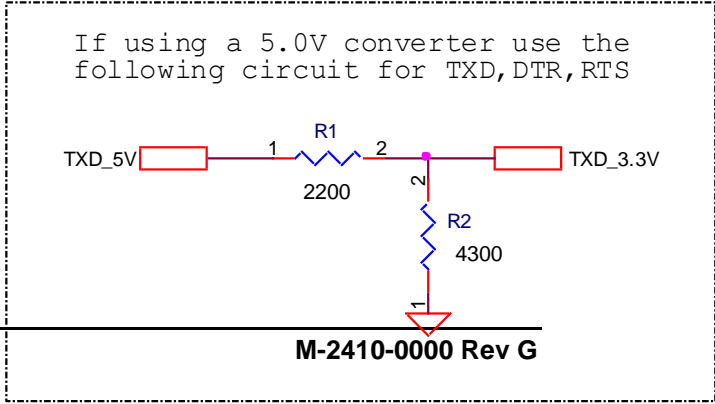 If using a 5.0V converter use the
following circuit for TXD,DTR,RTS
R1
TXD_5V 1 2 TXD_3.3V
2200
2
R2
4300
1
M-2410-0000 Rev G